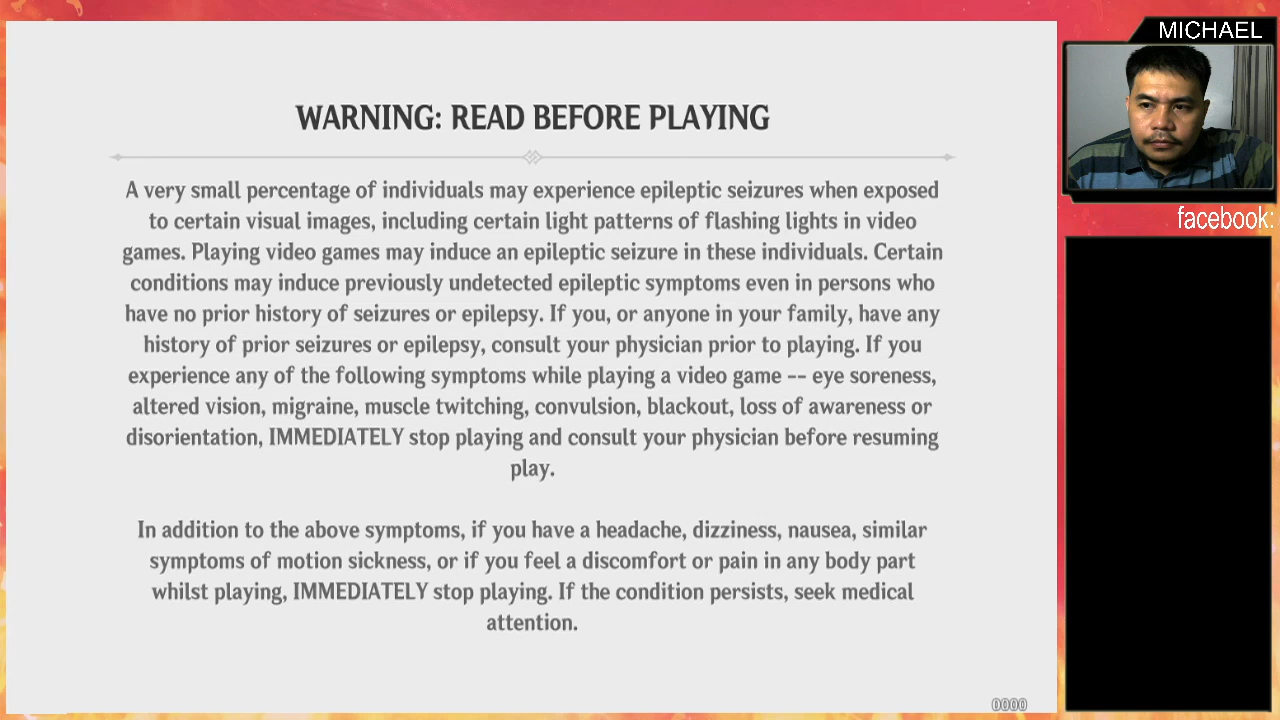 MICHAEL
WARNING: READ BEFORE PLAYING
A very small percentage of individuals may experience epileptic seizures when exposed
to certain visual images, including certain light patterns of flashing lights in video
games. Playing video games may induce an epileptic seizure in these individuals. Certain
conditions may induce previously undetected epileptic symptoms even in persons who
have no prior history of seizures or epilepsy. If you, or anyone in your family, have any
history of prior seizures or epilepsy, consult your physician prior to playing. If you
experience any of the following symptoms while playing a video game -- eye soreness,
altered vision, migraine, muscle twitching, convulsion, blackout, loss of awareness or
disorientation, IMMEDIATELY stop playing and consult your physician before resuming
play.
In addition to the above symptoms, if you have a headache, dizziness, nausea, similar
symptoms of motion sickness, or if you feel a discomfort or pain in any body part
whilst playing, IMMEDIATELY stop playing. If the condition persists, seek medical
attention.
facebook:
0000